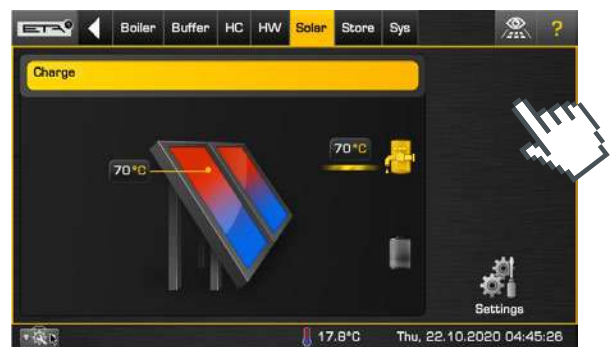 ETA Boiler Buffer HC HW Solar Store Sys ?
Charge
70°C
70°C
Settings
17.8°C Thu, 22.10.2020 04:45:26